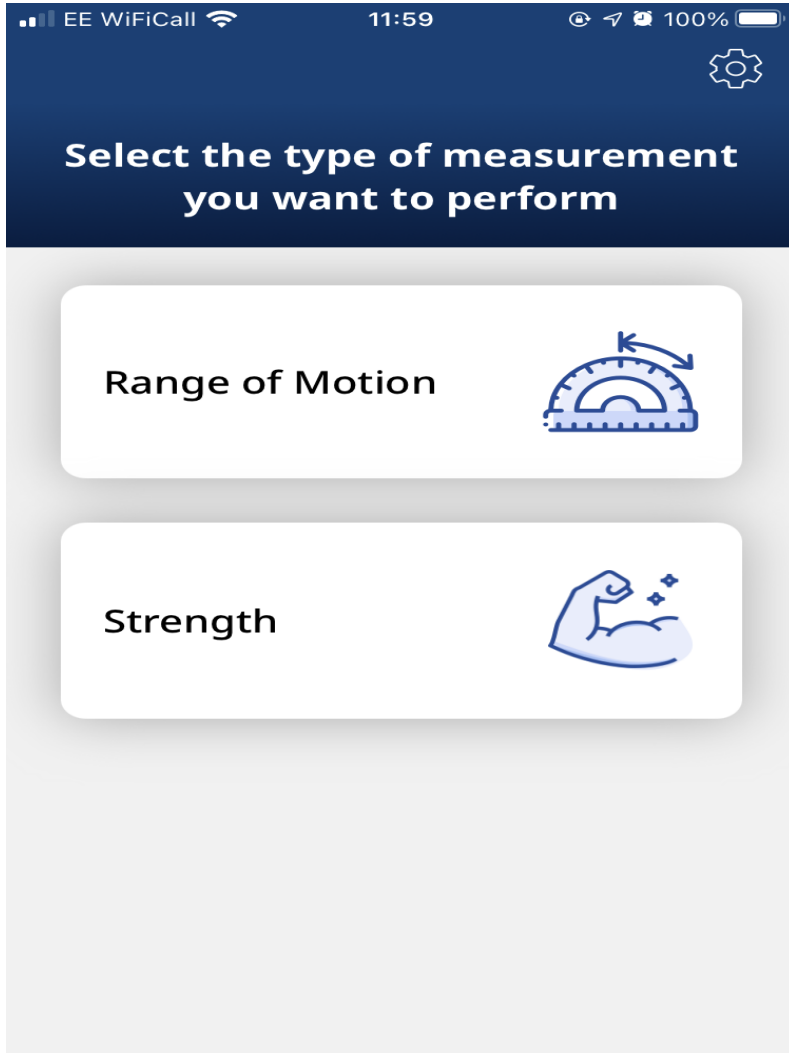 EE WiFiCall 11:59 100%
Select the type of measurement
you want to perform
Range of Motion
Strength